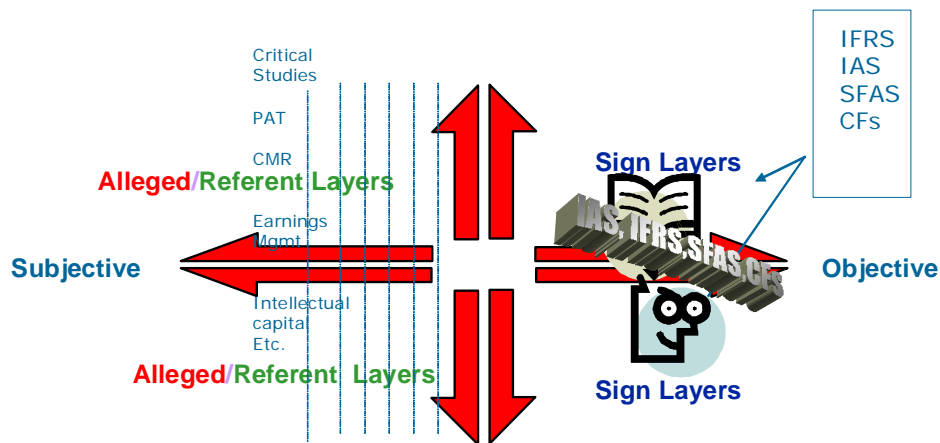 IFRS
IAS
SFAS
CFs
Critical
Studies
PAT
CMR
Sign Layers
Alleged/Referent Layers
Earnings
Mgmt
IAS, IFRS,SFAS,CFS
Subjective
Objective
Intellectual
capital
Etc.
Alleged/Referent Layers
Sign Layers